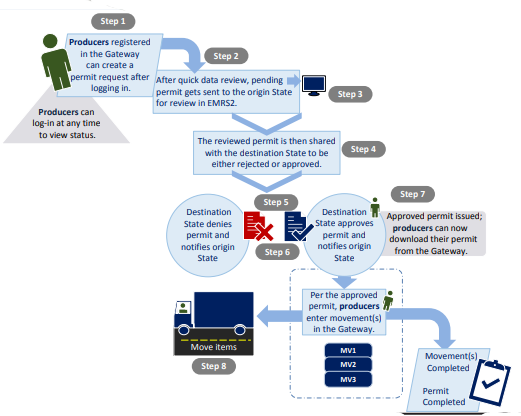 Step 1
Producers registered
in the Gateway
can create a
permit request after
logging in.
Producers can
log-in at any time
to view status.
Step 2
After quick data review, pending
permit gets sent to the origin State
for review in EMRS2.
Step 3
The reviewed permit is then shared
with the destination State to be
either rejected or approved.
Step 4
Step 5
Destination
State denies
permit and
notifies origin
State
Step 6
Destination
State approves
permit and
notifies origin
State
Step 7
Approved permit issued;
producers can now
download their permit
from the Gateway.
Per the approved
permit, producers
enter movement(s)
in the Gateway.
MV1
MV2
MV3
Move items
Step 8
Movement(s)
Completed
Permit
Completed